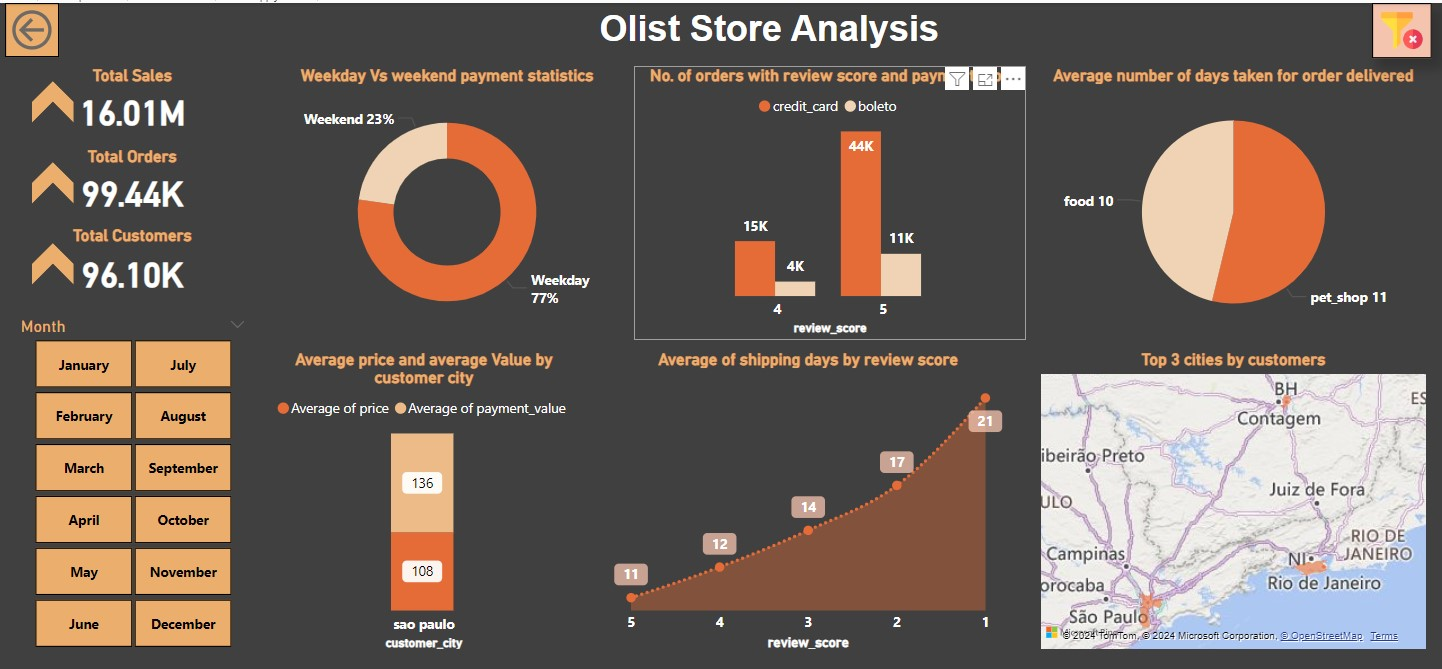 Olist Store Analysis
Total Sales
16.01M
Total Orders
99.44K
Total Customers
96.10K
Month
January
July
February
August
March
September
April
October
May
November
June
December
Weekday Vs weekend payment statistics
Weekend 23%
Weekday
77%
No. of orders with review score and
credit_card
boleto
44K
15K
11K
4K
4
5
review_score
Average number of days taken for order delivered
food 10
pet_shop 11
Average price and average Value by
customer city
Average of price
Average of payment_value
136
108
sao paulo
customer_city
Average of shipping days by review score
21
17
14
12
11
5
4
3
2
1
review_score
Top 3 cities by customers
BH
ES
Contagem
ibeirão Preto
Juiz de Fora
ULO
RIO DE
JANEIRO
Campinas
NI
orocaba
Rio de Janeiro
São Paulo
© 2024 TomTom, © 2024 Microsoft Corporation, © OpenStreetMap Terms